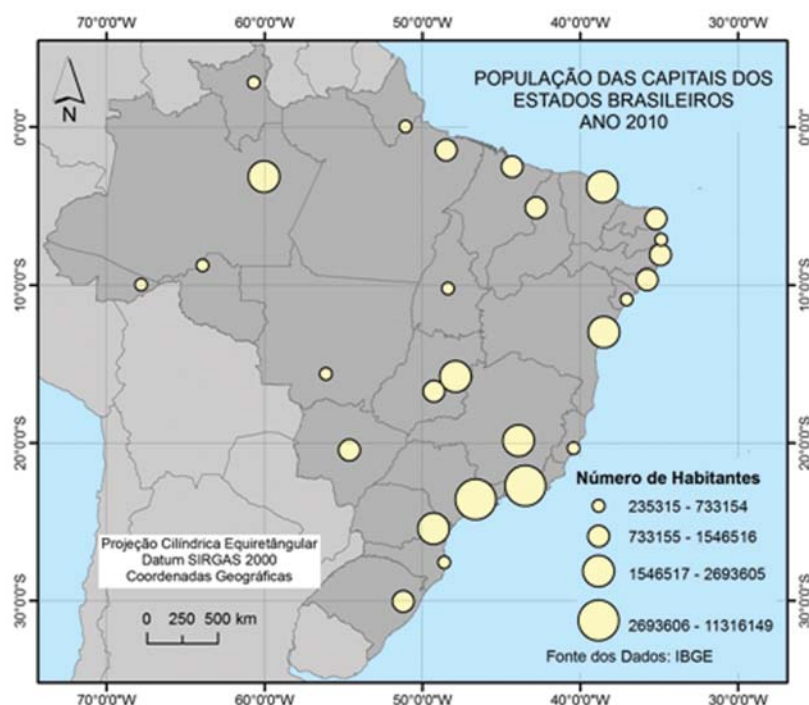 70°0'0"W 60°0'0"W 50°0'0"W 40°0'0"W 30°0'0"W
N
POPULAÇÃO DAS CAPITAIS DOS
ESTADOS BRASILEIROS
ANO 2010
0°0'0" 0°0'0"
10°0'0"S 10°0'0"S
20°0'0"S 20°0'0"S
30°0'0"S 30°0'0"S
Número de Habitantes
235315 - 733154
733155 - 1546516
1546517 - 2693605
2693606 - 11316149
Fonte dos Dados: IBGE
Projeção Cilíndrica Equiretângular
Datum SIRGAS 2000
Coordenadas Geográficas
0 250 500 km
70°0'0"W 60°0'0"W 50°0'0"W 40°0'0"W 30°0'0"W